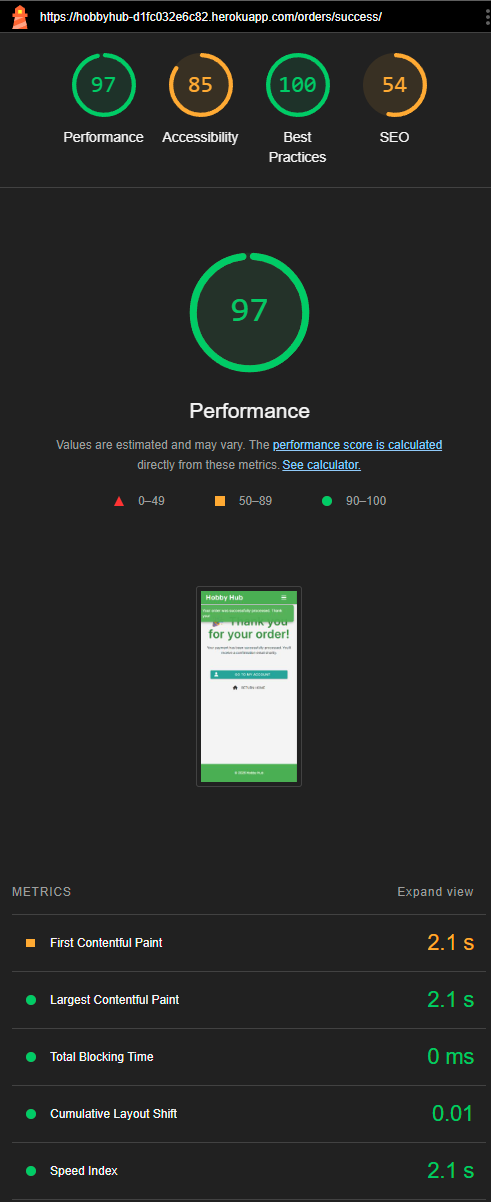 https://hobbyhub-d1fc032e6c82.herokuapp.com/orders/success/
97 85 100 54
Performance Accessibility Best Practices SEO
97
Performance
Values are estimated and may vary. The performance score is calculated
directly from these metrics. See calculator.
0–49 50–89 90–100
Hobby Hub
Your order was successfully processed. Thank
you!
Thank you
for your order!
Your payment has been successfully processed. You'll
receive a confirmation email shortly.
GO TO MY ACCOUNT
RETURN HOME
METRICS Expand view
First Contentful Paint 2.1 s
Largest Contentful Paint 2.1 s
Total Blocking Time 0 ms
Cumulative Layout Shift 0.01
Speed Index 2.1 s